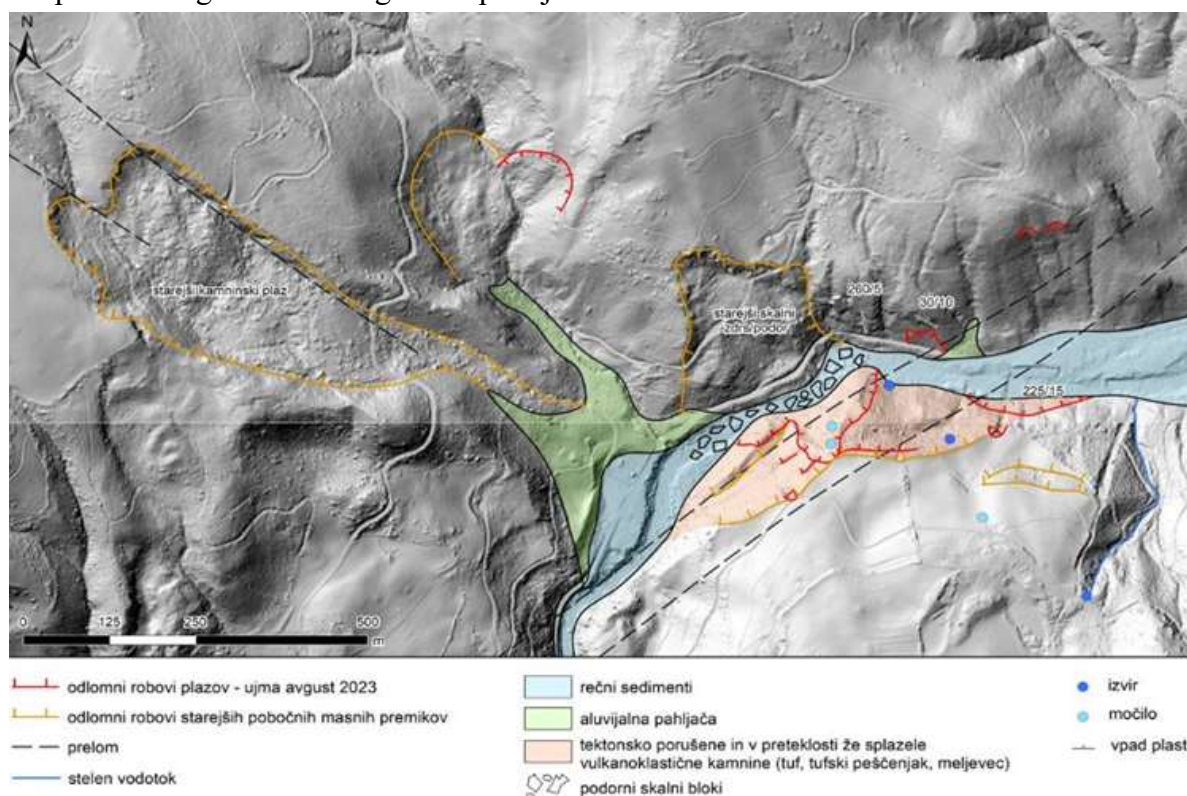 N
starejši kamninski plaz
starejši skalni
zdrs/podor
260/5
30/10
225/15
0 125 250 500
m
odlomni robovi plazov - ujma avgust 2023
odlomni robovi starejših pobočnih masnih premikov
prelom
stelen vodotok
rečni sedimenti
aluvijalna pahljača
tektonsko porušene in v preteklosti že splazele
vulkanoklastične kamnine (tuf, tufski peščenjak, meljevec)
podorni skalni bloki
izvir
močilo
vpad plast